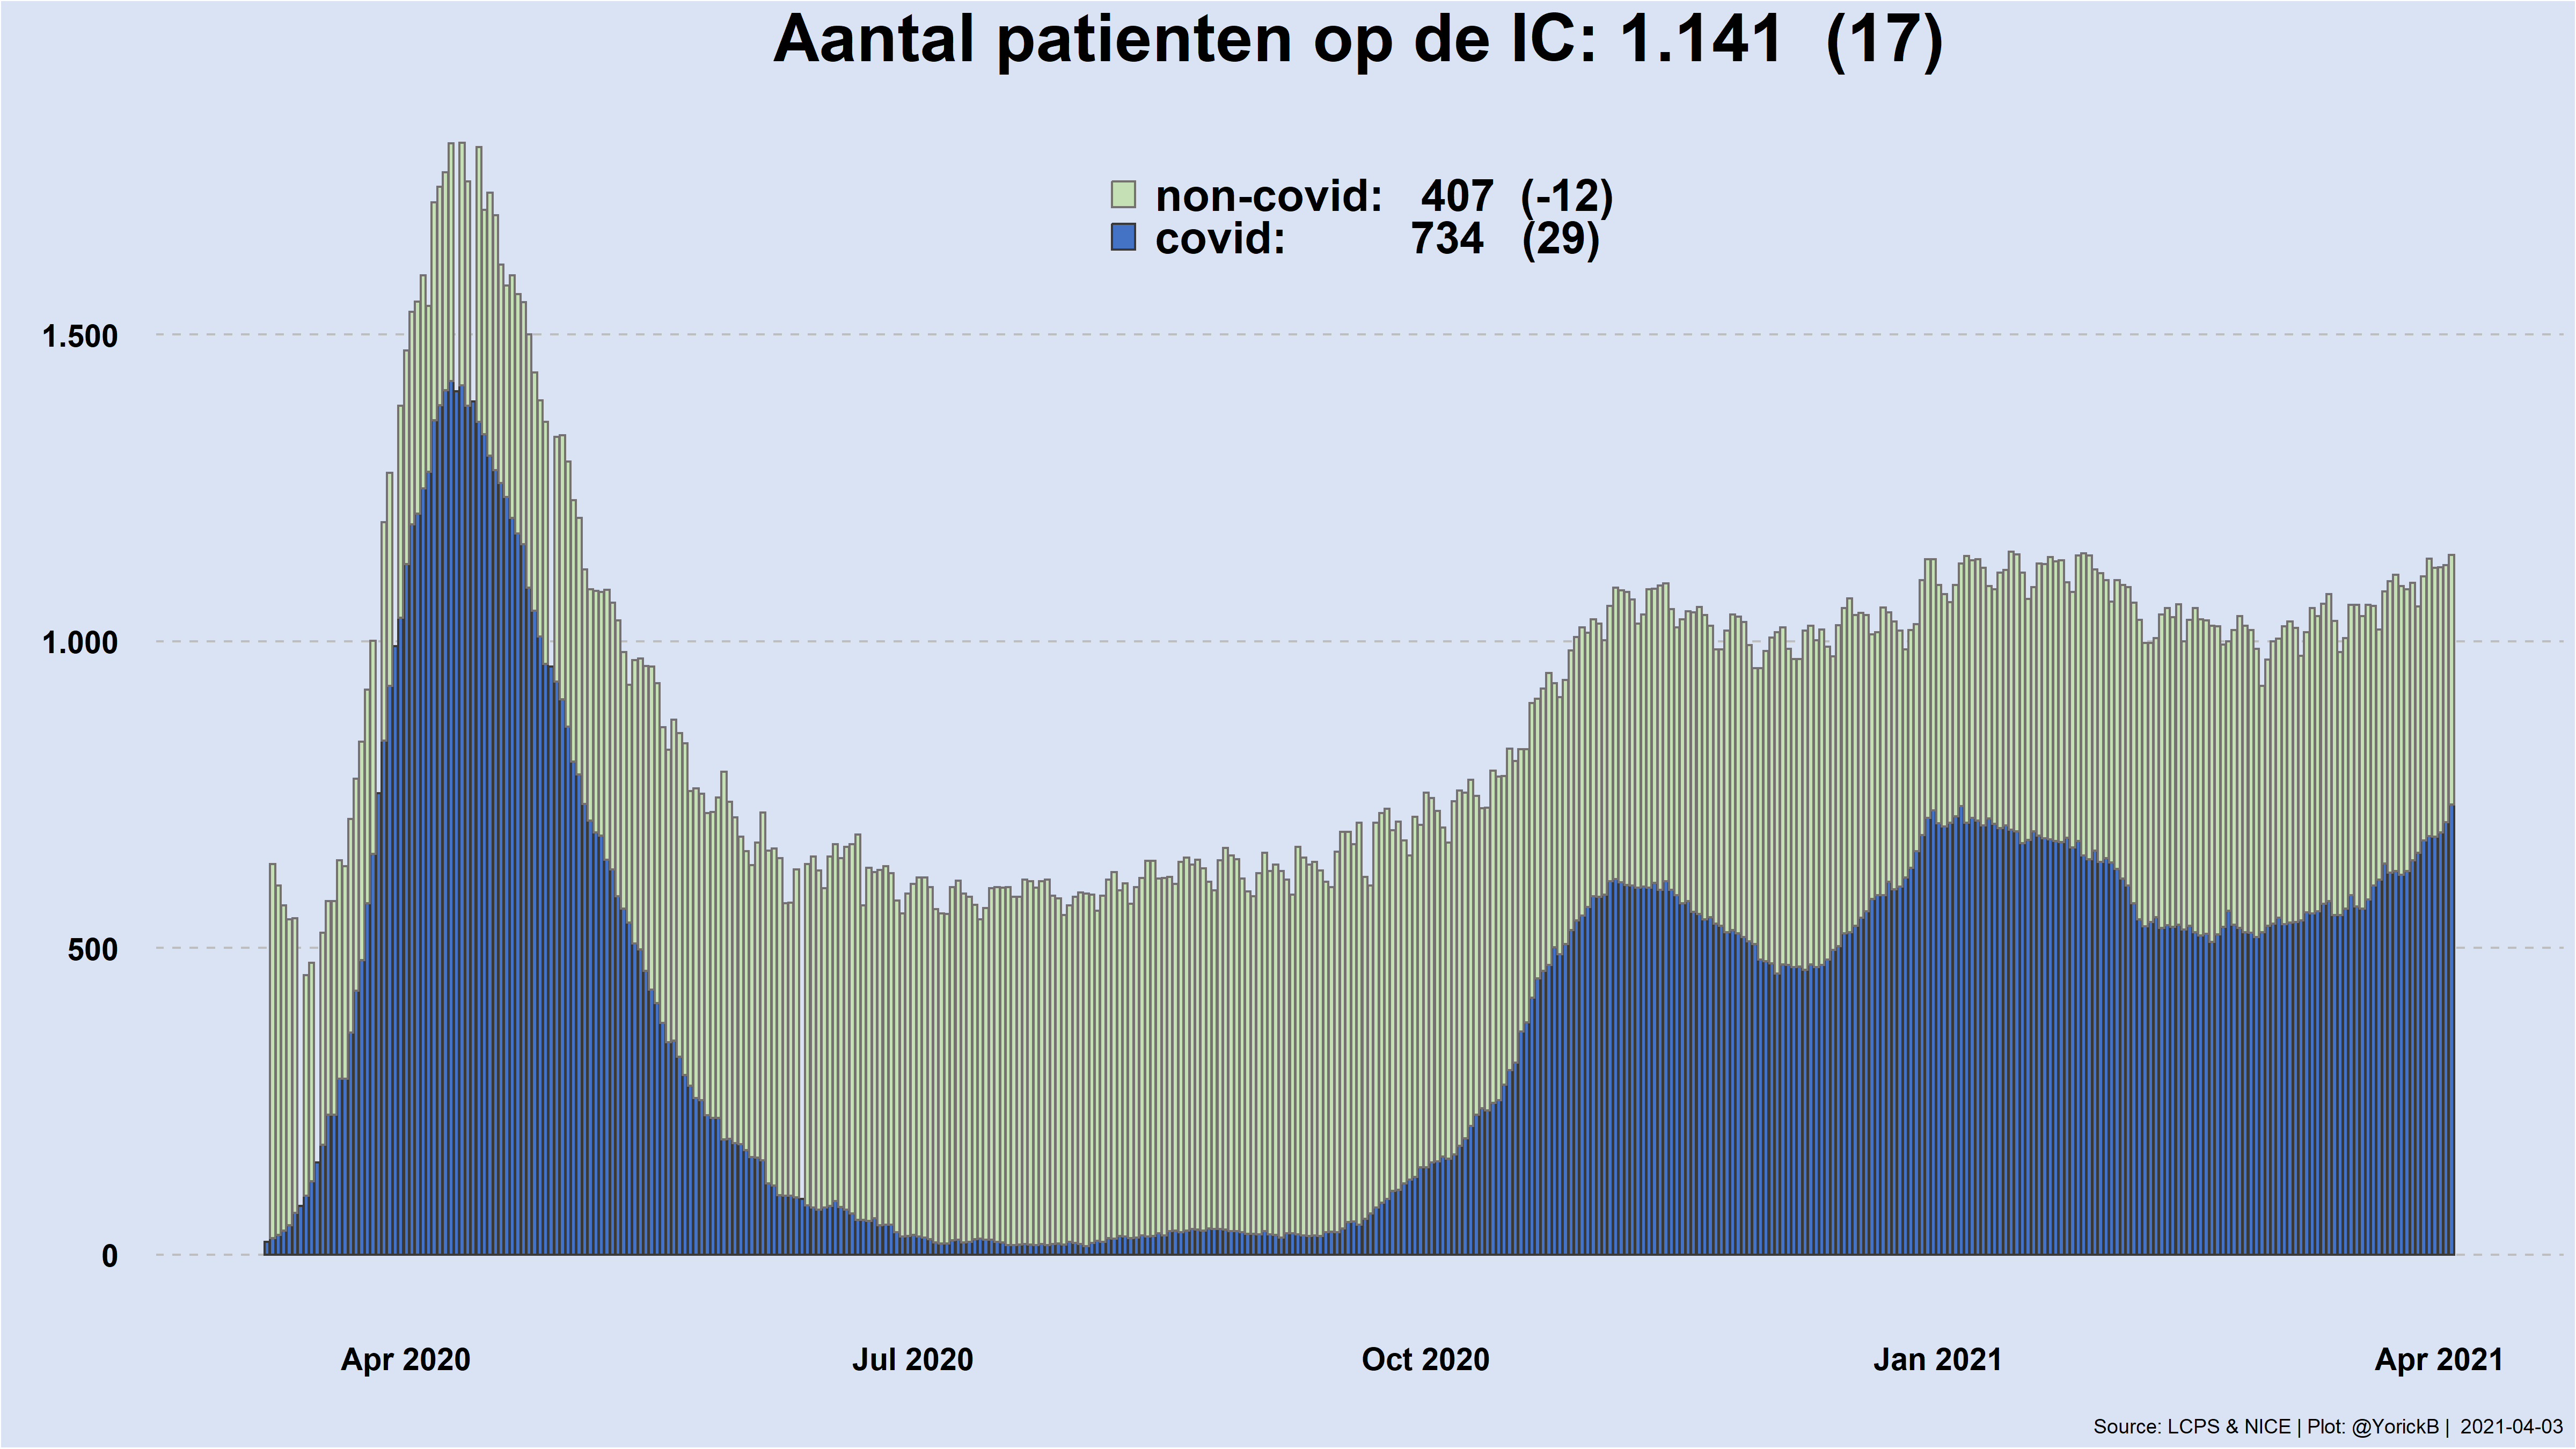 Aantal patienten op de IC: 1.141 (17)
non-covid: 407 (-12)
covid: 734 (29)
1.500
1.000
500
0
Apr 2020 Jul 2020 Oct 2020 Jan 2021 Apr 2021
Source: LCPS & NICE | Plot: @YorickB | 2021-04-03